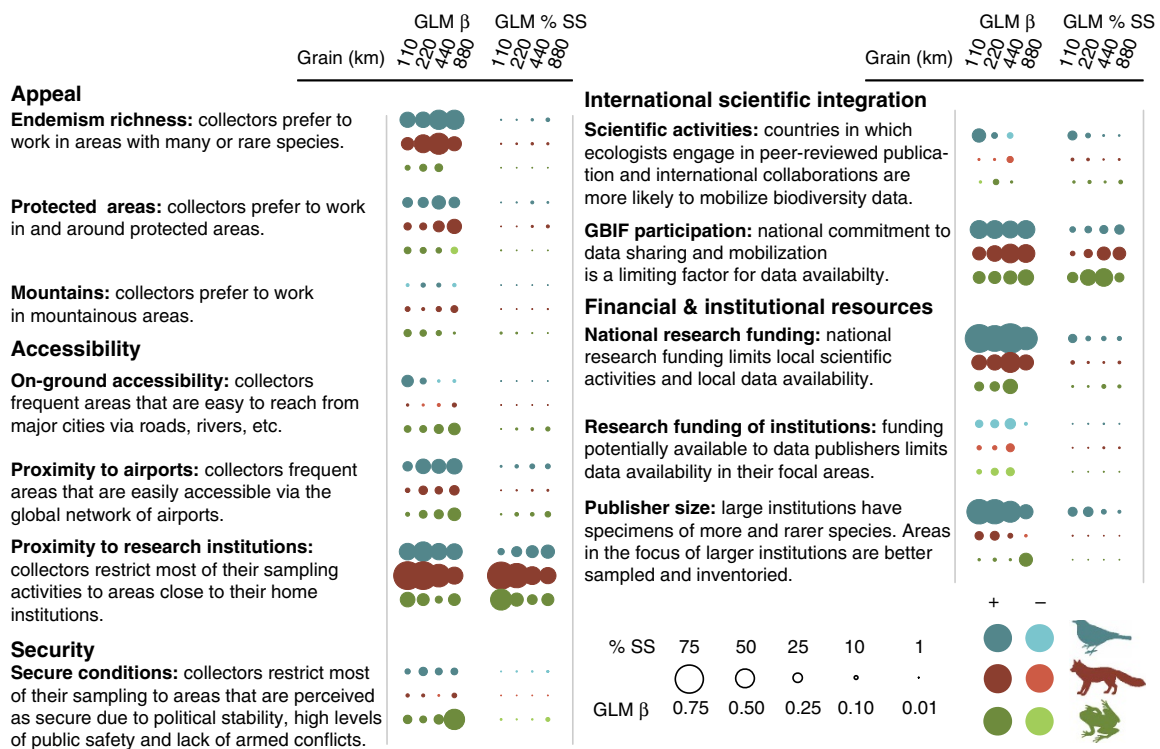 GLM β GLM % SS
Grain (km) 110 220 440 880 110 220 440 880
Appeal
Endemism richness: collectors prefer to
work in areas with many or rare species.
Protected areas: collectors prefer to work
in and around protected areas.
Mountains: collectors prefer to work
in mountainous areas.
Accessibility
On-ground accessibility: collectors
frequent areas that are easy to reach from
major cities via roads, rivers, etc.
Proximity to airports: collectors frequent
areas that are easily accessible via the
global network of airports.
Proximity to research institutions:
collectors restrict most of their sampling
activities to areas close to their home
institutions.
Security
Secure conditions: collectors restrict most
of their sampling to areas that are perceived
as secure due to political stability, high levels
of public safety and lack of armed conflicts.
GLM β GLM % SS
Grain (km) 110 220 440 880 110 220 440 880
International scientific integration
Scientific activities: countries in which
ecologists engage in peer-reviewed publica-
tion and international collaborations are
more likely to mobilize biodiversity data.
GBIF participation: national commitment to
data sharing and mobilization
is a limiting factor for data availabilty.
Financial & institutional resources
National research funding: national
research funding limits local scientific
activities and local data availability.
Research funding of institutions: funding
potentially available to data publishers limits
data availability in their focal areas.
Publisher size: large institutions have
specimens of more and rarer species. Areas
in the focus of larger institutions are better
sampled and inventoried.
+ −
% SS 75 50 25 10 1
GLM β 0.75 0.50 0.25 0.10 0.01